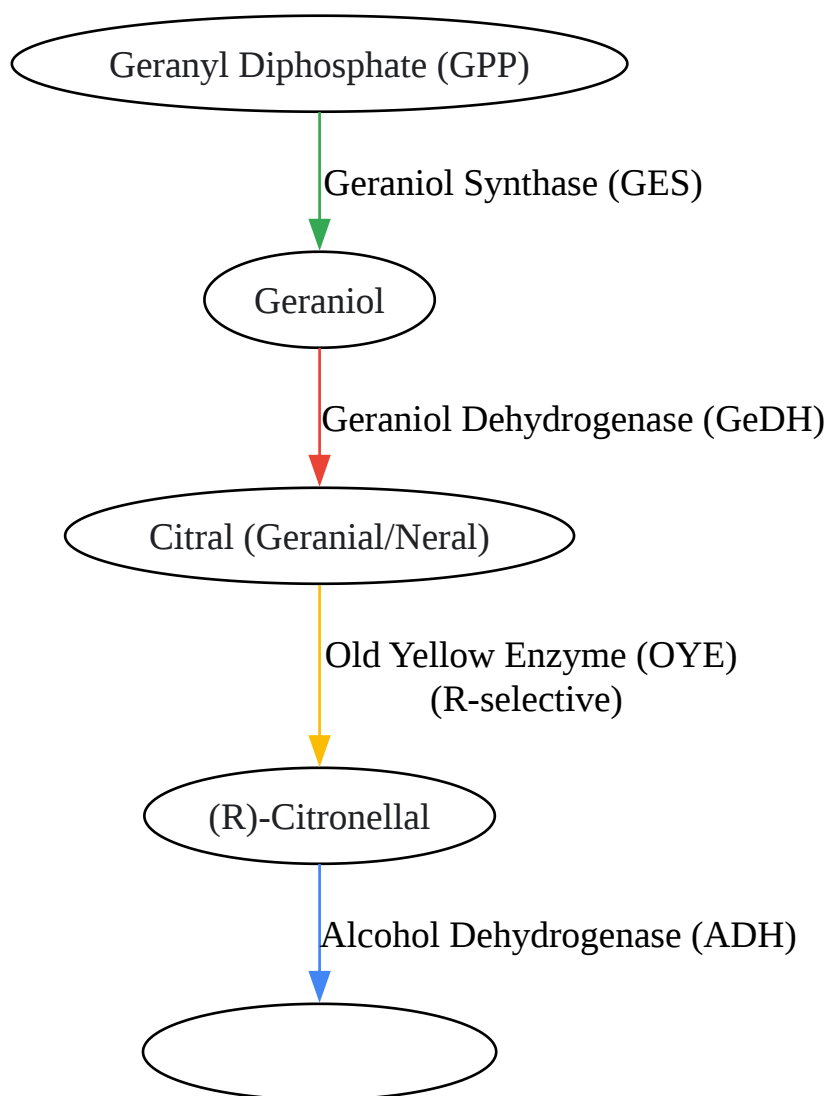 Geranyl Diphosphate (GPP)
Geraniol Synthase (GES)
Geraniol
Geraniol Dehydrogenase (GeDH)
Citral (Geranial/Neral)
Old Yellow Enzyme (OYE)
(R-selective)
(R)-Citronellal
Alcohol Dehydrogenase (ADH)